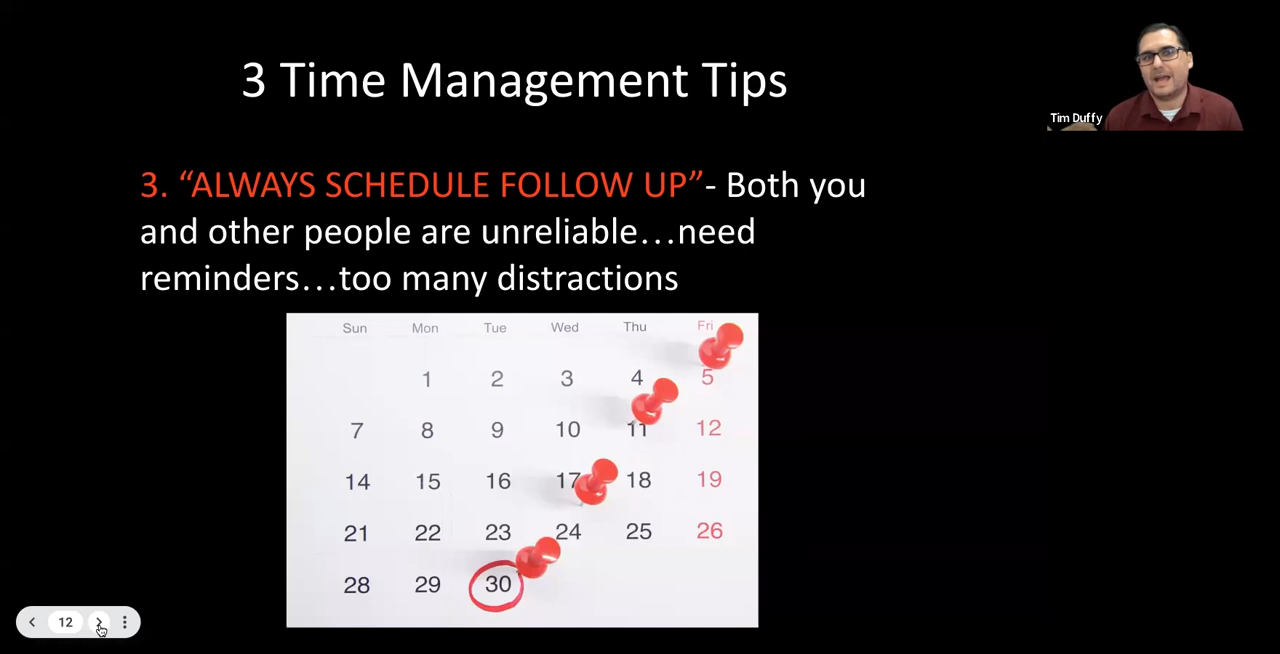 3 Time Management Tips
Tim Duffy
3. “ALWAYS SCHEDULE FOLLOW UP”- Both you
and other people are unreliable…need
reminders…too many distractions
Sun Mon Tue Wed Thu Fri
1 2 3 4 5
7 8 9 10 11 12
14 15 16 17 18 19
21 22 23 24 25 26
28 29 30
12